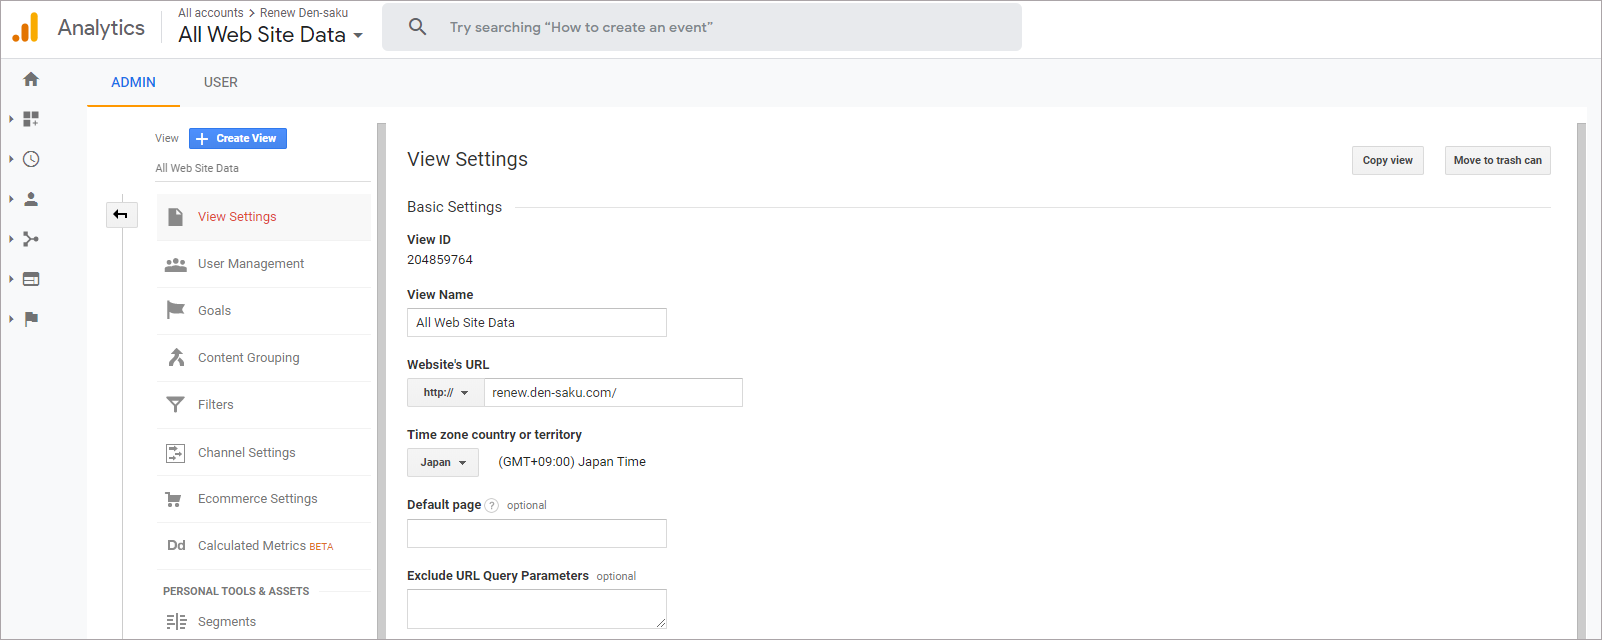 Analytics
All accounts > Renew Den-saku
All Web Site Data
Try searching “How to create an event”
ADMIN
USER
View
Create View
All Web Site Data
View Settings
User Management
Goals
Content Grouping
Filters
Channel Settings
Ecommerce Settings
Dd Calculated Metrics BETA
PERSONAL TOOLS & ASSETS
Segments
View Settings
Copy view
Move to trash can
Basic Settings
View ID
204859764
View Name
All Web Site Data
Website's URL
http:// renew.den-saku.com/
Time zone country or territory
Japan (GMT+09:00) Japan Time
Default page ? optional
Exclude URL Query Parameters optional